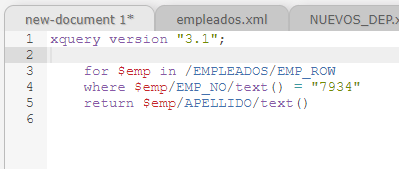 new-document 1* empleados.xml NUEVOS_DEP.x
1 xquery version "3.1";
2
3 for $emp in /EMPLEADOS/EMP_ROW
4 where $emp/EMP_NO/text() = "7934"
5 return $emp/APELLIDO/text()
6